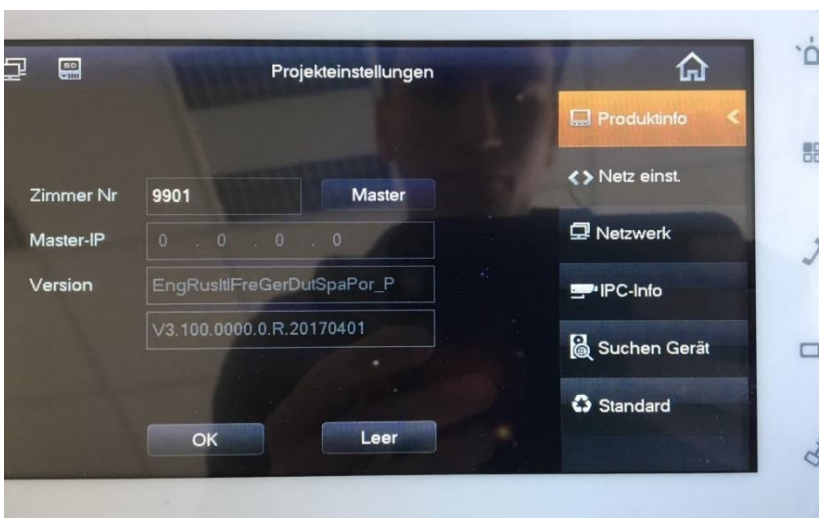 SD
Projekteinstellungen
Produktinfo
Zimmer Nr 9901 Master
Netz einst.
Master-IP 0 . 0 . 0 . 0
Netzwerk
Version EngRusItlFreGerDutSpaPor_P
IPC-Info
V3.100.0000.0.R.20170401
Suchen Gerät
Standard
OK Leer